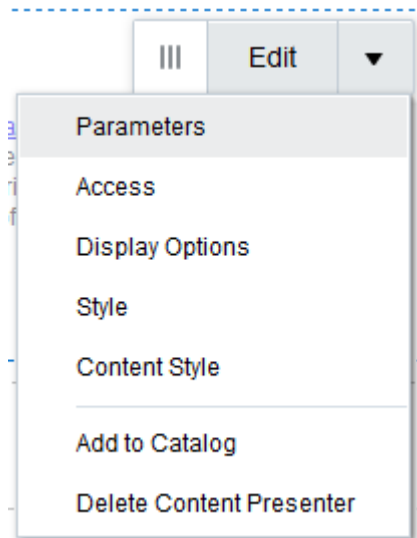 Edit
Parameters
Access
Display Options
Style
Content Style
Add to Catalog
Delete Content Presenter